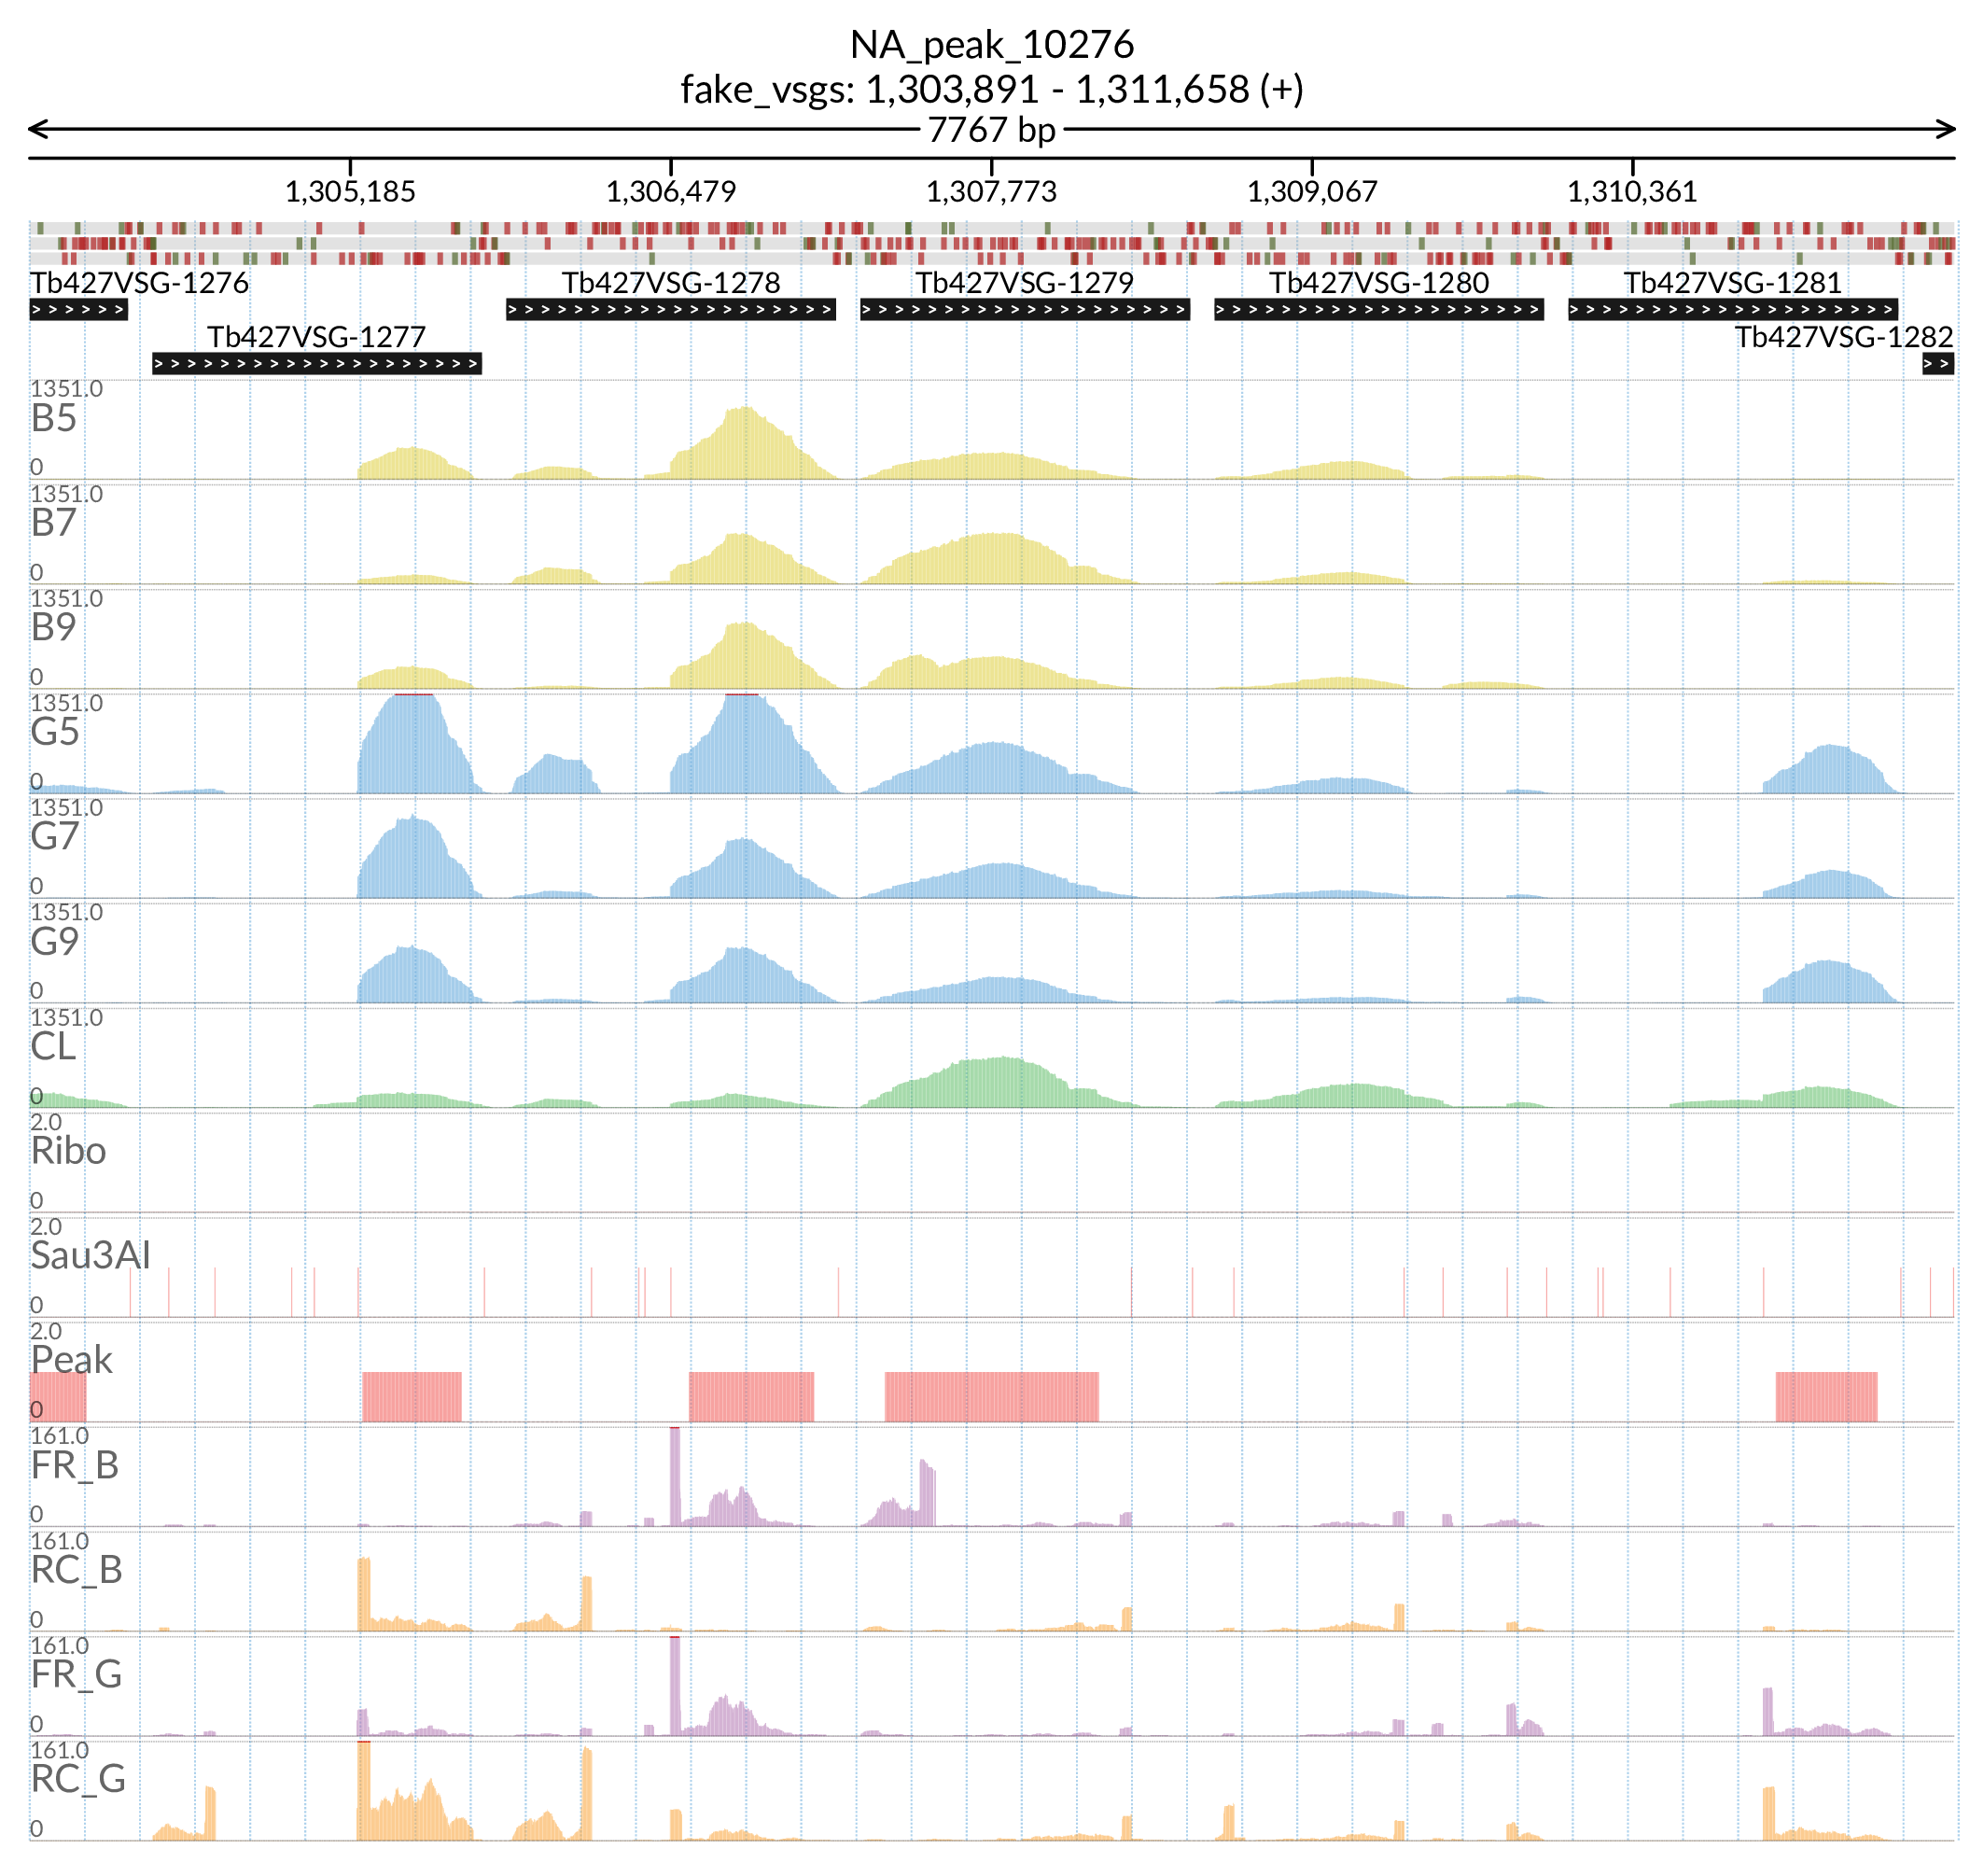 NA_peak_10276
fake_vsgs: 1,303,891 - 1,311,658 (+)
7767 bp
1,305,185 1,306,479 1,307,773 1,309,067 1,310,361
Tb427VSG-1276 Tb427VSG-1278 Tb427VSG-1279 Tb427VSG-1280 Tb427VSG-1281
Tb427VSG-1277 Tb427VSG-1282
1351.0
B5
0
1351.0
B7
0
1351.0
B9
0
1351.0
G5
0
1351.0
G7
0
1351.0
G9
0
1351.0
CL
0
2.0
Ribo
0
2.0
Sau3AI
0
2.0
Peak
0
161.0
FR_B
0
161.0
RC_B
0
161.0
FR_G
0
161.0
RC_G
0